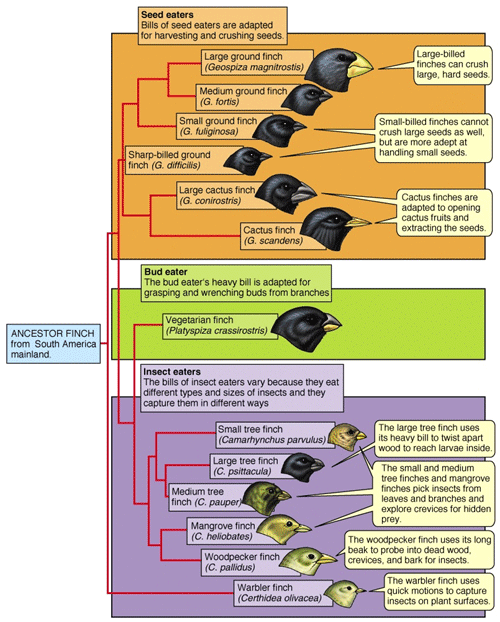 Seed eaters
Bills of seed eaters are adapted
for harvesting and crushing seeds.
Large ground finch
(Geospiza magnitrostis)
Large-billed
finches can crush
large, hard seeds.
Medium ground finch
(G. fortis)
Small ground finch
(G. fuliginosa)
Small-billed finches cannot
crush large seeds as well,
but are more adept at
handling small seeds.
Sharp-billed ground
finch (G. difficilis)
Large cactus finch
(G. conirostris)
Cactus finches are
adapted to opening
cactus fruits and
extracting the seeds.
Cactus finch
(G. scandens)
Bud eater
The bud eater's heavy bill is adapted for
grasping and wrenching buds from branches
Vegetarian finch
(Platyspiza crassirostris)
ANCESTOR FINCH
from South America
mainland.
Insect eaters
The bills of insect eaters vary because they eat
different types and sizes of insects and they
capture them in different ways
Small tree finch
(Camarhynchus parvulus)
The large tree finch uses
its heavy bill to twist apart
wood to reach larvae inside.
Large tree finch
(C. psittacula)
Medium tree
finch (C. pauper)
The small and medium
tree finches and mangrove
finches pick insects from
leaves and branches and
explore crevices for hidden
prey.
Mangrove finch
(C. heliobates)
Woodpecker finch
(C. pallidus)
The woodpecker finch uses its long
beak to probe into dead wood,
crevices, and bark for insects.
Warbler finch
(Certhidea olivacea)
The warbler finch uses
quick motions to capture
insects on plant surfaces.